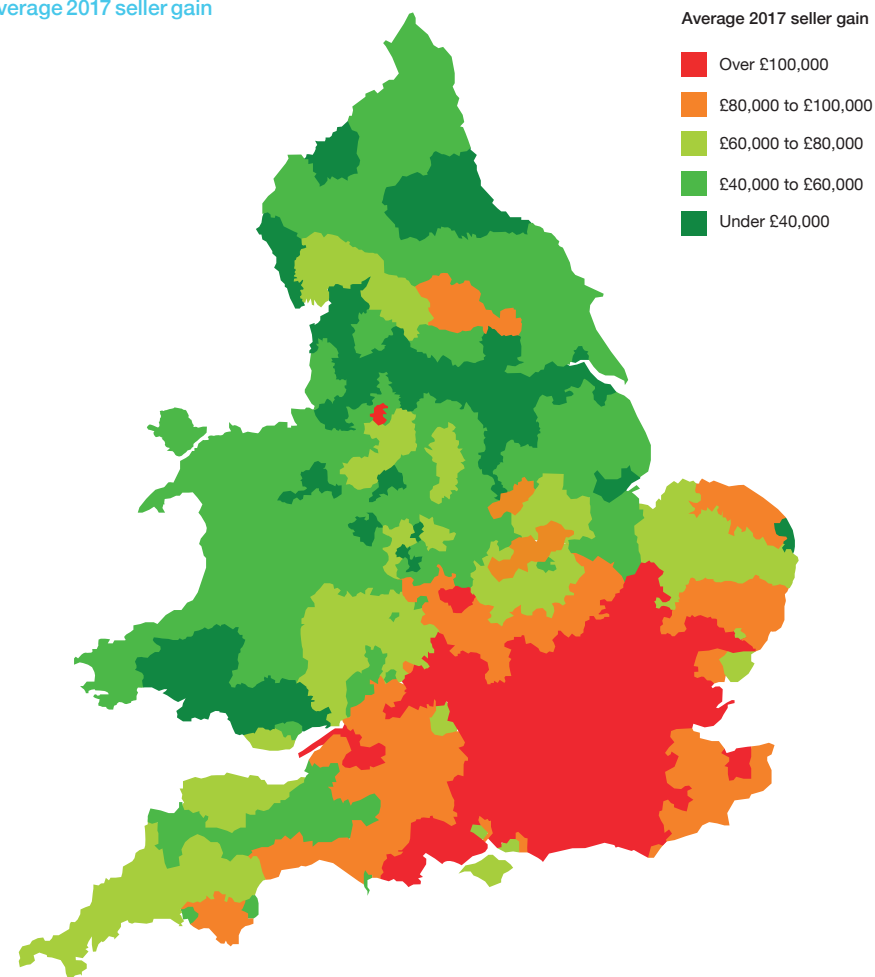 verage 2017 seller gain
Average 2017 seller gain
Over £100,000
£80,000 to £100,000
£60,000 to £80,000
£40,000 to £60,000
Under £40,000